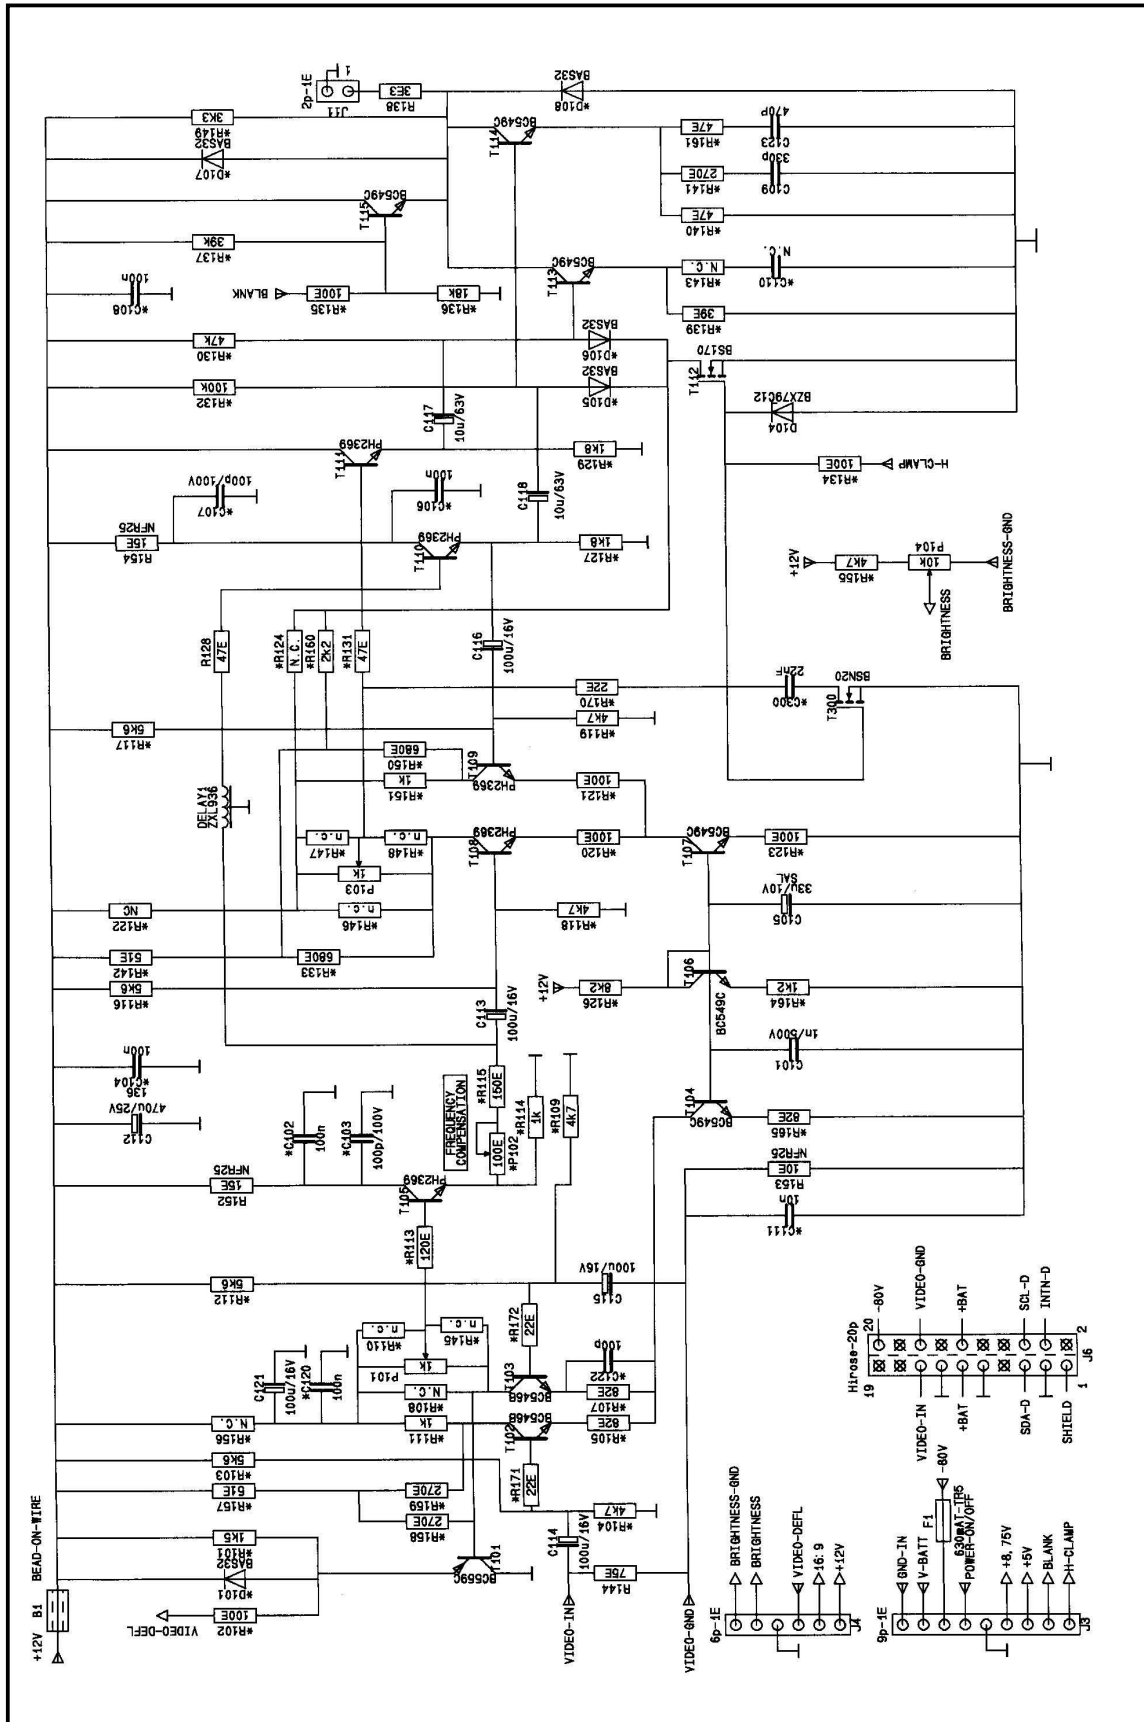 +12V
B1
BEAD-ON-WIRE
VIDEO-DEFL
100E
*R102
BAS32
*D101
1k5
*R101
51E
*R157
5k6
*R103
N.C.
*R156
C121
100u/16V
*C120
100n
270E
*R158
270E
*R159
1k
*R111
N.C.
*R108
1k
P101
n.c.
*R110
n.c.
*R145
T101
BC559C
T102
BC546B
T103
BC546B
*R171
22E
*R172
22E
82E
*R105
82E
*R107
100p
*C122
C114
100u/16V
4k7
*R104
75E
R144
VIDEO-IN
VIDEO-GND
C115
100u/16V
5k6
*R112
*R113
120E
T105
PH2369
15E
R152
NFR25
*C102
100n
*C103
100p/100V
C112
470u/25V
136
*C104
100n
FREQUENCY
COMPENSATION
100E
*P102
*R115
150E
*R114
1k
*R109
4k7
*C111
10n
10E
R153
NFR25
82E
*R165
T104
BC549C
C101
1n/500V
1k2
*R164
T106
BC549C
+12V
8k2
*R126
C105
33u/10V
SAL
T107
BC549C
100E
*R123
C113
100u/16V
5k6
*R116
51E
*R142
NC
*R122
680E
*R133
n.c.
*R146
1k
P103
n.c.
*R147
n.c.
*R148
4k7
*R118
T108
PH2369
100E
*R120
T109
PH2369
100E
*R121
1k
*R151
680E
*R150
DELAY1
ZXL936
5k6
*R117
4k7
*R119
22E
*R170
*C300
22nF
T300
BSN20
R128
47E
*R124
N.C.
*R160
2k2
*R131
47E
C116
100u/16V
T110
PH2369
15E
R154
NFR25
*C107
100p/100V
*C106
100n
T111
PH2369
1k8
*R127
1k8
*R129
C118
10u/63V
C117
10u/63V
100k
*R132
47k
*R130
BAS32
*D105
BAS32
*D106
*C108
100n
BLANK
100E
*R135
18k
*R136
39k
*R137
T115
BC549C
BAS32
*D107
3K3
*R149
2p-1E
1
J11
3E3
R138
BAS32
*D108
T114
BC549C
T113
BC549C
47E
*R161
C123
470P
270E
*R141
C109
330p
47E
*R140
N.C.
*R143
*C110
N.C.
39E
*R139
T112
BS170
BZX79C12
D104
100E
*R134
H-CLAMP
+12V
4k7
*R155
10k
P104
BRIGHTNESS
BRIGHTNESS-GND
6p-1E
BRIGHTNESS-GND
BRIGHTNESS
VIDEO-DEFL
16:9
+12V
J4
9p-1E
GND-IN
V-BATT
F1
630mAT-TR5
-80V
POWER-ON/OFF
+8,75V
+5V
BLANK
H-CLAMP
J3
Hirose-20p
19
20
-80V
VIDEO-IN
VIDEO-GND
+BAT
+BAT
SDA-D
SCL-D
INTN-D
SHIELD
1
2
J6